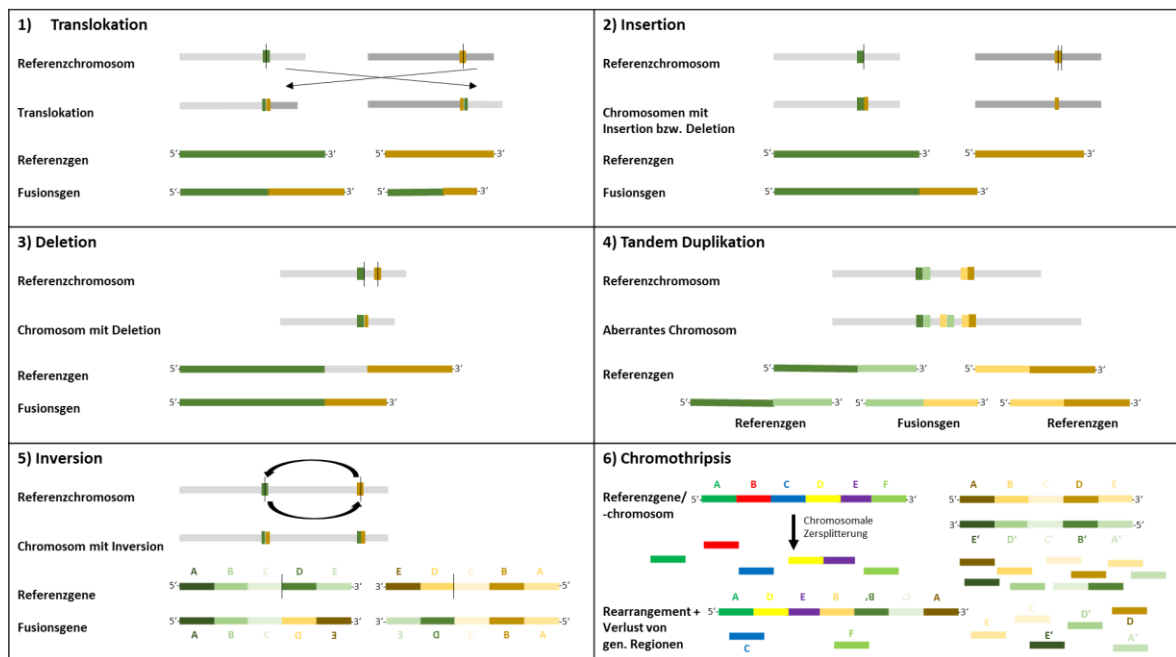 1) Translokation
Referenzchromosom
Translokation
Referenzgen
5' -3' 5' -3'
Fusionsgen
5' -3' 5' -3'
2) Insertion
Referenzchromosom
Chromosomen mit
Insertion bzw. Deletion
Referenzgen
5' -3' 5' -3'
Fusionsgen
5' -3'
3) Deletion
Referenzchromosom
Chromosom mit Deletion
Referenzgen
5' -3'
Fusionsgen
5' -3'
4) Tandem Duplikation
Referenzchromosom
Aberrantes Chromosom
Referenzgen
5' -3' 5' -3'
5' -3' 5' -3' 5' -3'
Referenzgen Fusionsgen Referenzgen
5) Inversion
Referenzchromosom
Chromosom mit Inversion
A B C D E E D C B A
Referenzgene
5' 3' 3' -5'
Fusionsgene
5' -3' 3' -5'
A B C D E E D C B A
6) Chromothripsis
A B C D E F
Referenzgene/
-chromosom
5' -3'
Chromosomale
Zersplitterung
A B C D E
5' -3'
3' -5'
E' D' C' B' A'
A D E B B' C' A
Rearrangement +
Verlust von
gen. Regionen
5' -3'
C F
E C D' D
E' A'